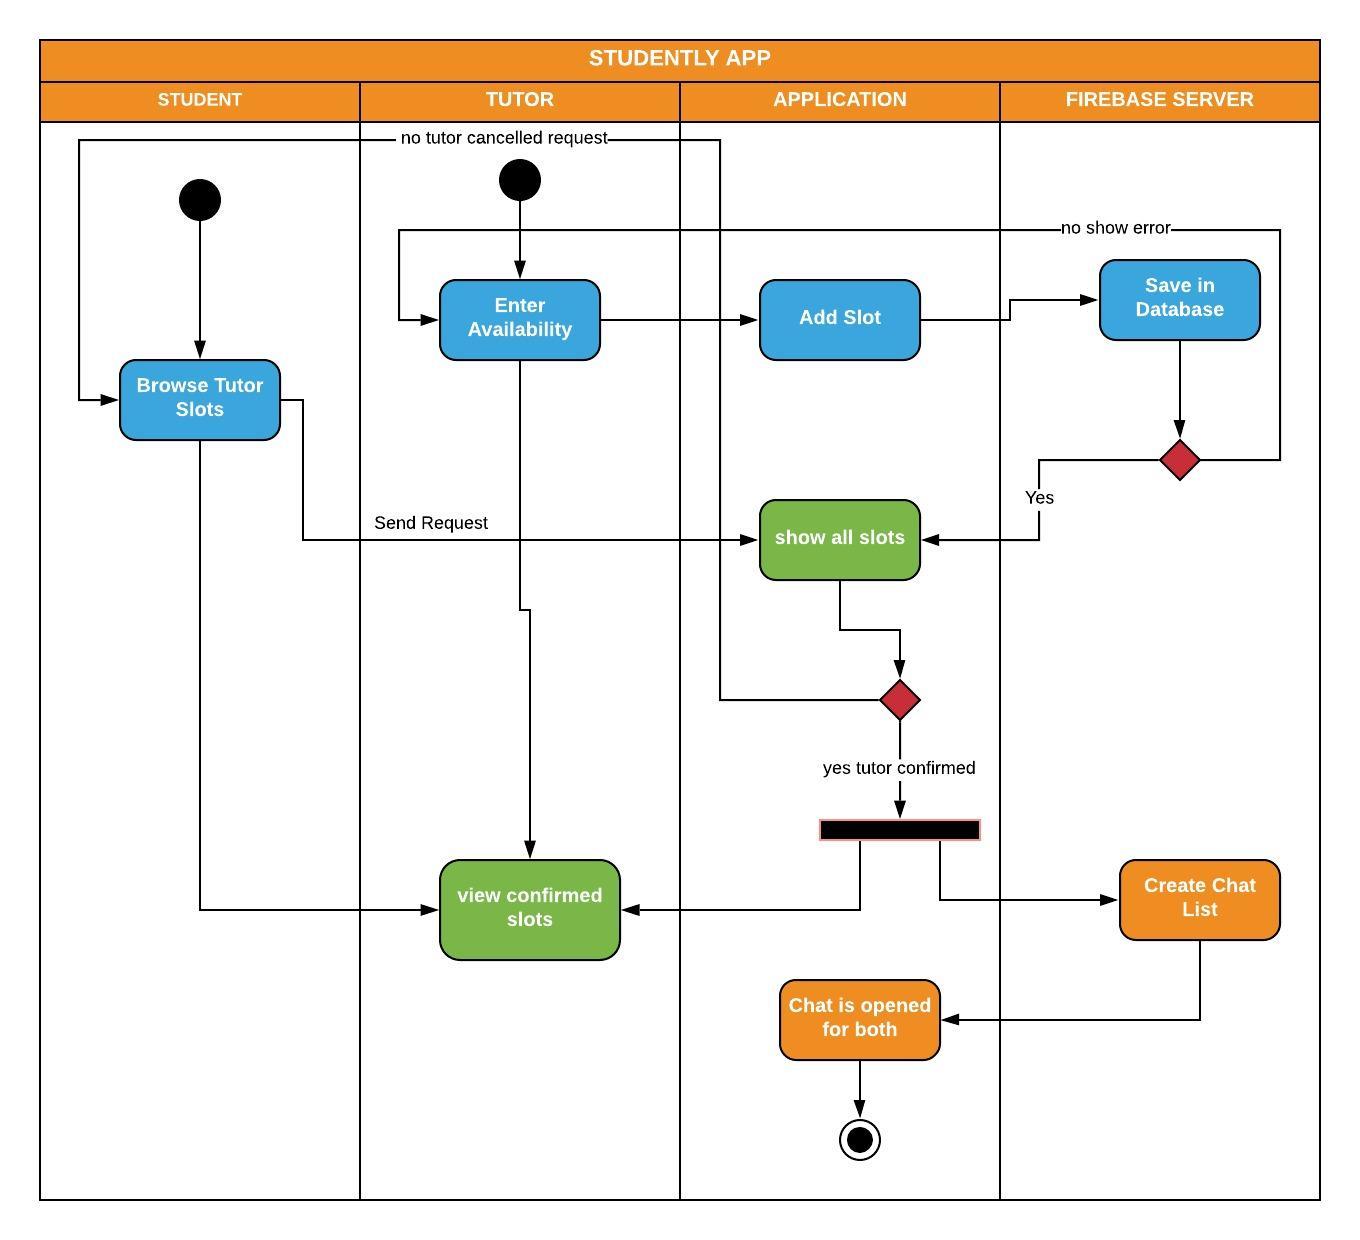 STUDENTLY APP
STUDENT
TUTOR
APPLICATION
FIREBASE SERVER
no tutor cancelled request
no show error
Enter
Availability
Add Slot
Save in
Database
Browse Tutor
Slots
Yes
Send Request
show all slots
yes tutor confirmed
view confirmed
slots
Create Chat
List
Chat is opened
for both